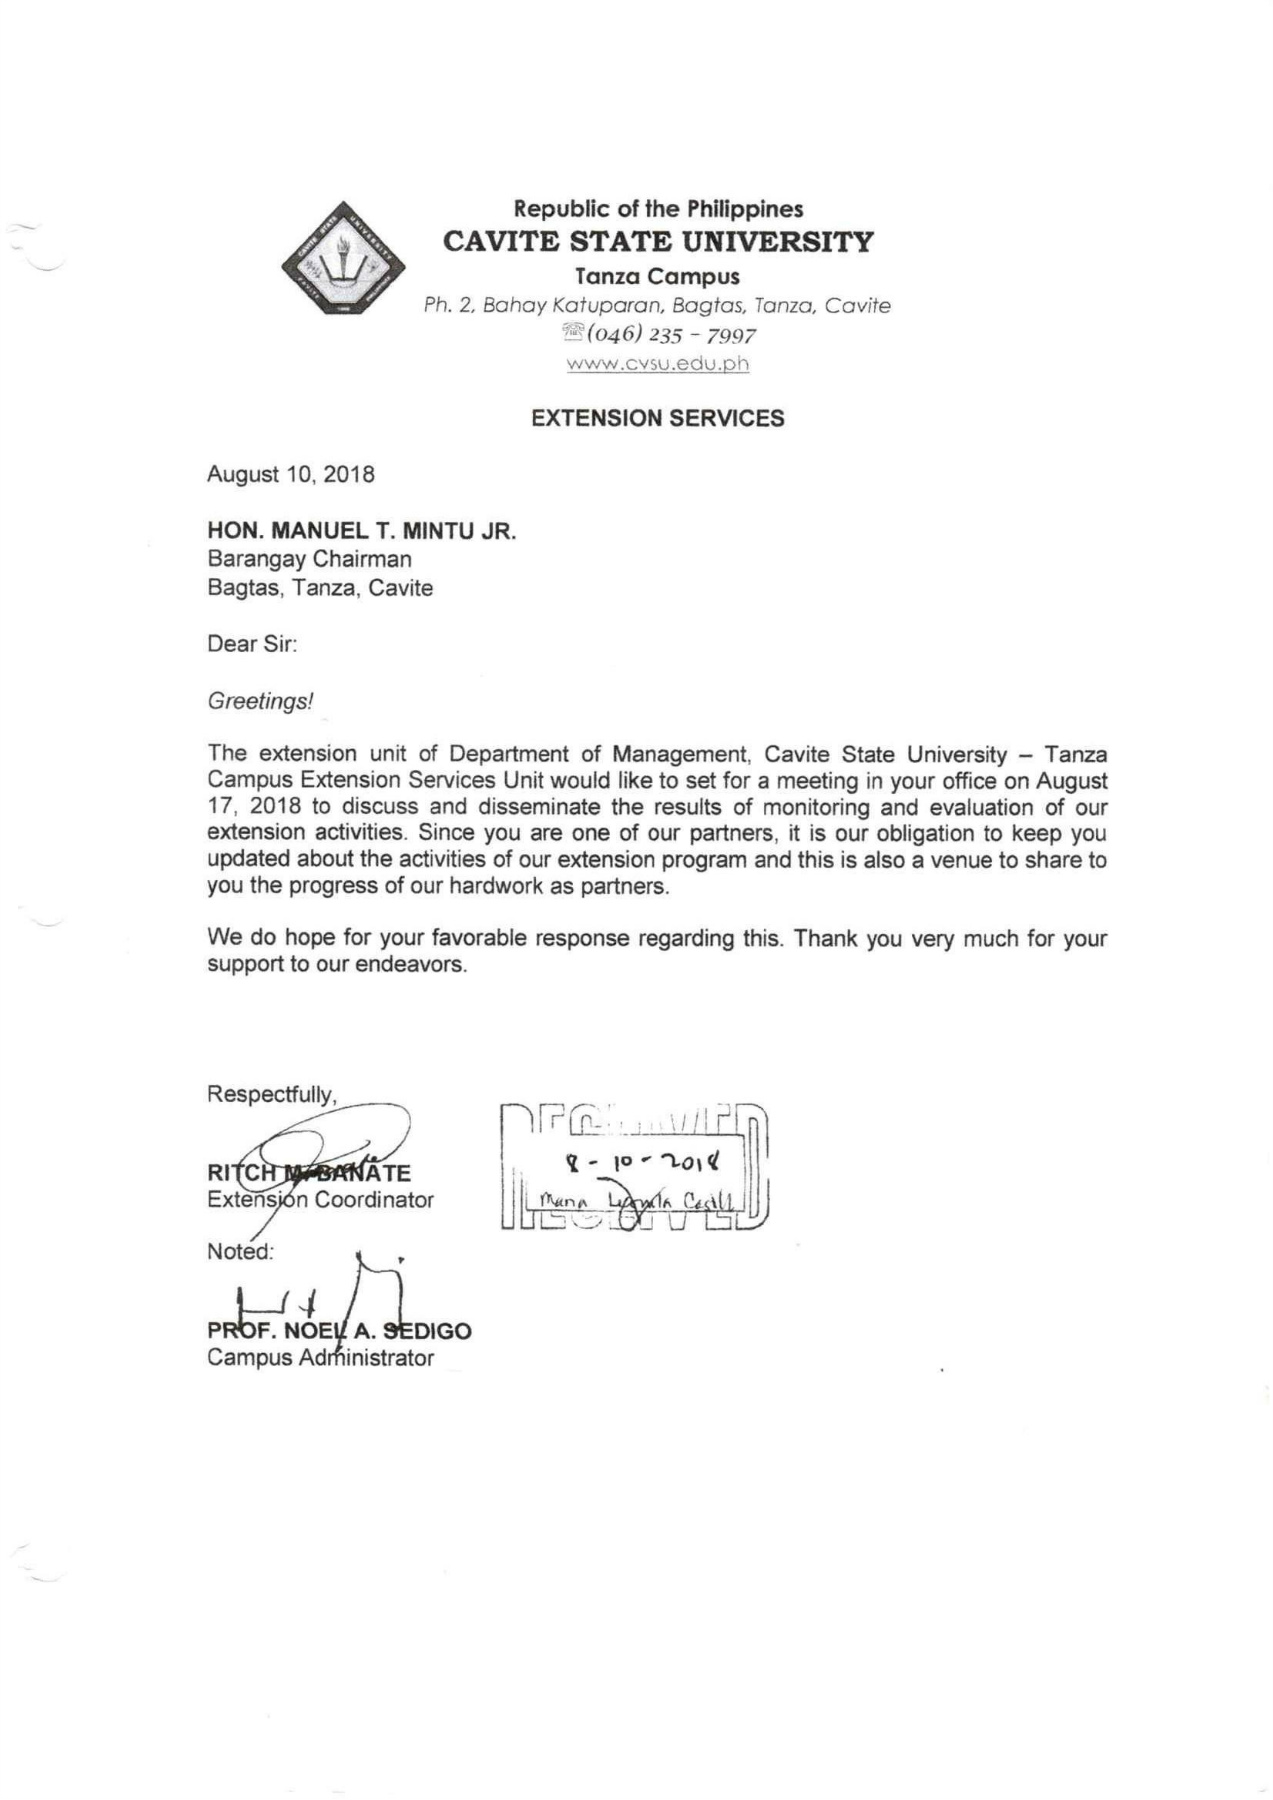 Republic of the Philippines
CAVITE STATE UNIVERSITY
Tanza Campus
Ph. 2, Bahay Katuparan, Bagtas, Tanza, Cavite
(046) 235 – 7997
www.cvsu.edu.ph
CAVITE STATE UNIVERSITY
CAVITE PHILIPPINES
EXTENSION SERVICES
August 10, 2018
HON. MANUEL T. MINTU JR.
Barangay Chairman
Bagtas, Tanza, Cavite
Dear Sir:
Greetings!
The extension unit of Department of Management, Cavite State University – Tanza
Campus Extension Services Unit would like to set for a meeting in your office on August
17, 2018 to discuss and disseminate the results of monitoring and evaluation of our
extension activities. Since you are one of our partners, it is our obligation to keep you
updated about the activities of our extension program and this is also a venue to share to
you the progress of our hardwork as partners.
We do hope for your favorable response regarding this. Thank you very much for your
support to our endeavors.
Respectfully,
RITCH M. BANATE
Extension Coordinator
RECEIVED
8-10-2018
RECEIVED
Noted:
PROF. NOEL A. SEDIGO
Campus Administrator